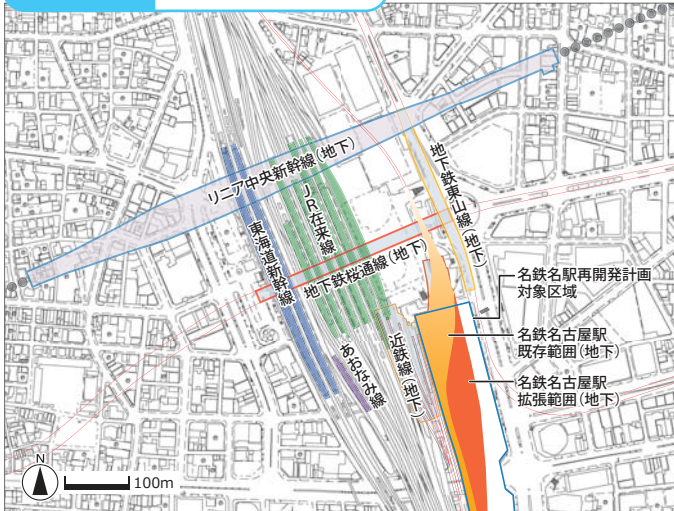 リニア中央新幹線(地下)
JR在来線
東海道新幹線
地下鉄桜通線(地下)
地下鉄東山線(地下)
あおなみ線
近鉄線(地下)
名鉄名駅再開発計画
対象区域
名鉄名古屋駅
既存範囲(地下)
名鉄名古屋駅
拡張範囲(地下)
N
100m